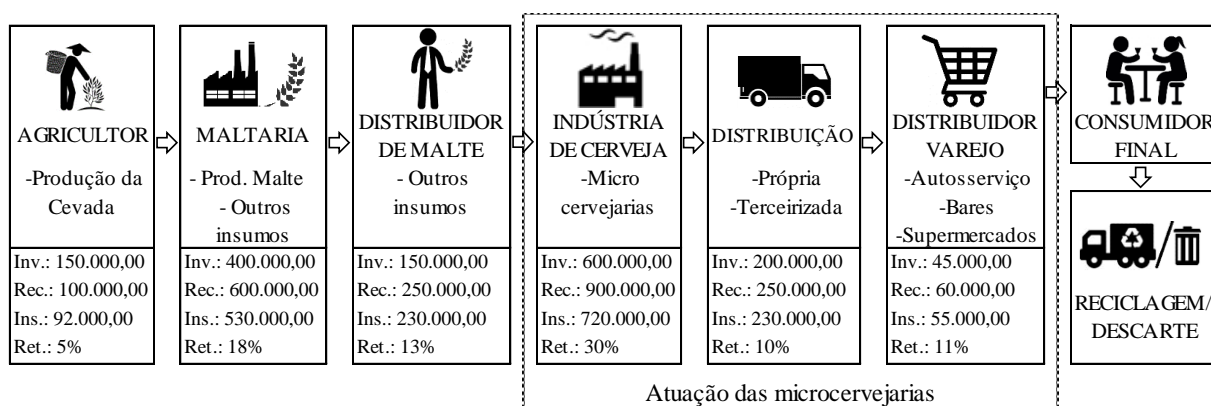 AGRICULTOR
-Produção da
Cevada
Inv.: 150.000,00
Rec.: 100.000,00
Ins.: 92.000,00
Ret.: 5%
MALTARIA
- Prod. Malte
- Outros
insumos
Inv.: 400.000,00
Rec.: 600.000,00
Ins.: 530.000,00
Ret.: 18%
DISTRIBUIDOR
DE MALTE
- Outros
insumos
Inv.: 150.000,00
Rec.: 250.000,00
Ins.: 230.000,00
Ret.: 13%
INDÚSTRIA
DE CERVEJA
-Micro
cervejarias
Inv.: 600.000,00
Rec.: 900.000,00
Ins.: 720.000,00
Ret.: 30%
DISTRIBUIÇÃO
-Própria
-Terceirizada
Inv.: 200.000,00
Rec.: 250.000,00
Ins.: 230.000,00
Ret.: 10%
DISTRIBUIDOR
VAREJO
-Autosserviço
-Bares
-Supermercados
Inv.: 45.000,00
Rec.: 60.000,00
Ins.: 55.000,00
Ret.: 11%
CONSUMIDOR
FINAL
RECICLAGEM/
DESCARTE
Atuação das microcervejarias